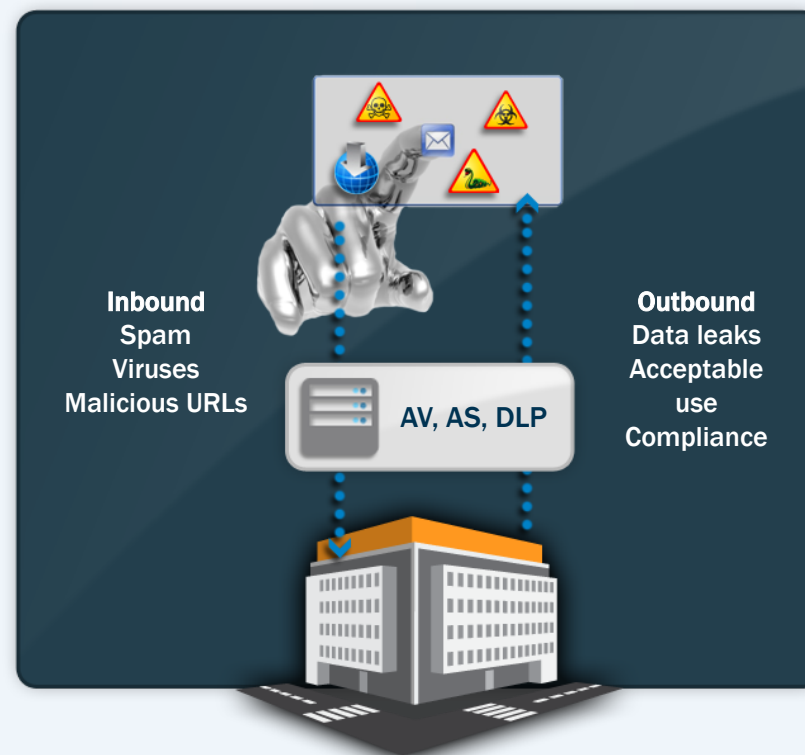 Inbound
Spam
Viruses
Malicious URLs
AV, AS, DLP
Outbound
Data leaks
Acceptable
use
Compliance